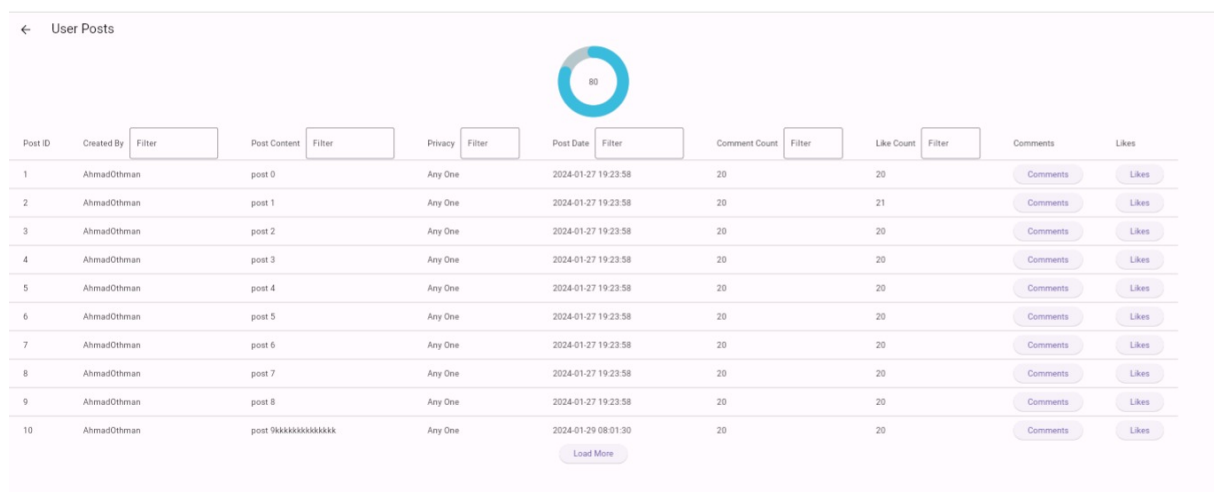 User Posts
80
Post ID Created By Filter Post Content Filter Privacy Filter Post Date Filter Comment Count Filter Like Count Filter Comments Likes
1 AhmadOthman post 0 Any One 2024-01-27 19:23:58 20 20 Comments Likes
2 AhmadOthman post 1 Any One 2024-01-27 19:23:58 20 21 Comments Likes
3 AhmadOthman post 2 Any One 2024-01-27 19:23:58 20 20 Comments Likes
4 AhmadOthman post 3 Any One 2024-01-27 19:23:58 20 20 Comments Likes
5 AhmadOthman post 4 Any One 2024-01-27 19:23:58 20 20 Comments Likes
6 AhmadOthman post 5 Any One 2024-01-27 19:23:58 20 20 Comments Likes
7 AhmadOthman post 6 Any One 2024-01-27 19:23:58 20 20 Comments Likes
8 AhmadOthman post 7 Any One 2024-01-27 19:23:58 20 20 Comments Likes
9 AhmadOthman post 8 Any One 2024-01-27 19:23:58 20 20 Comments Likes
10 AhmadOthman post 9kkkkkkkkkkkkkk Any One 2024-01-29 08:01:30 20 20 Comments Likes
Load More